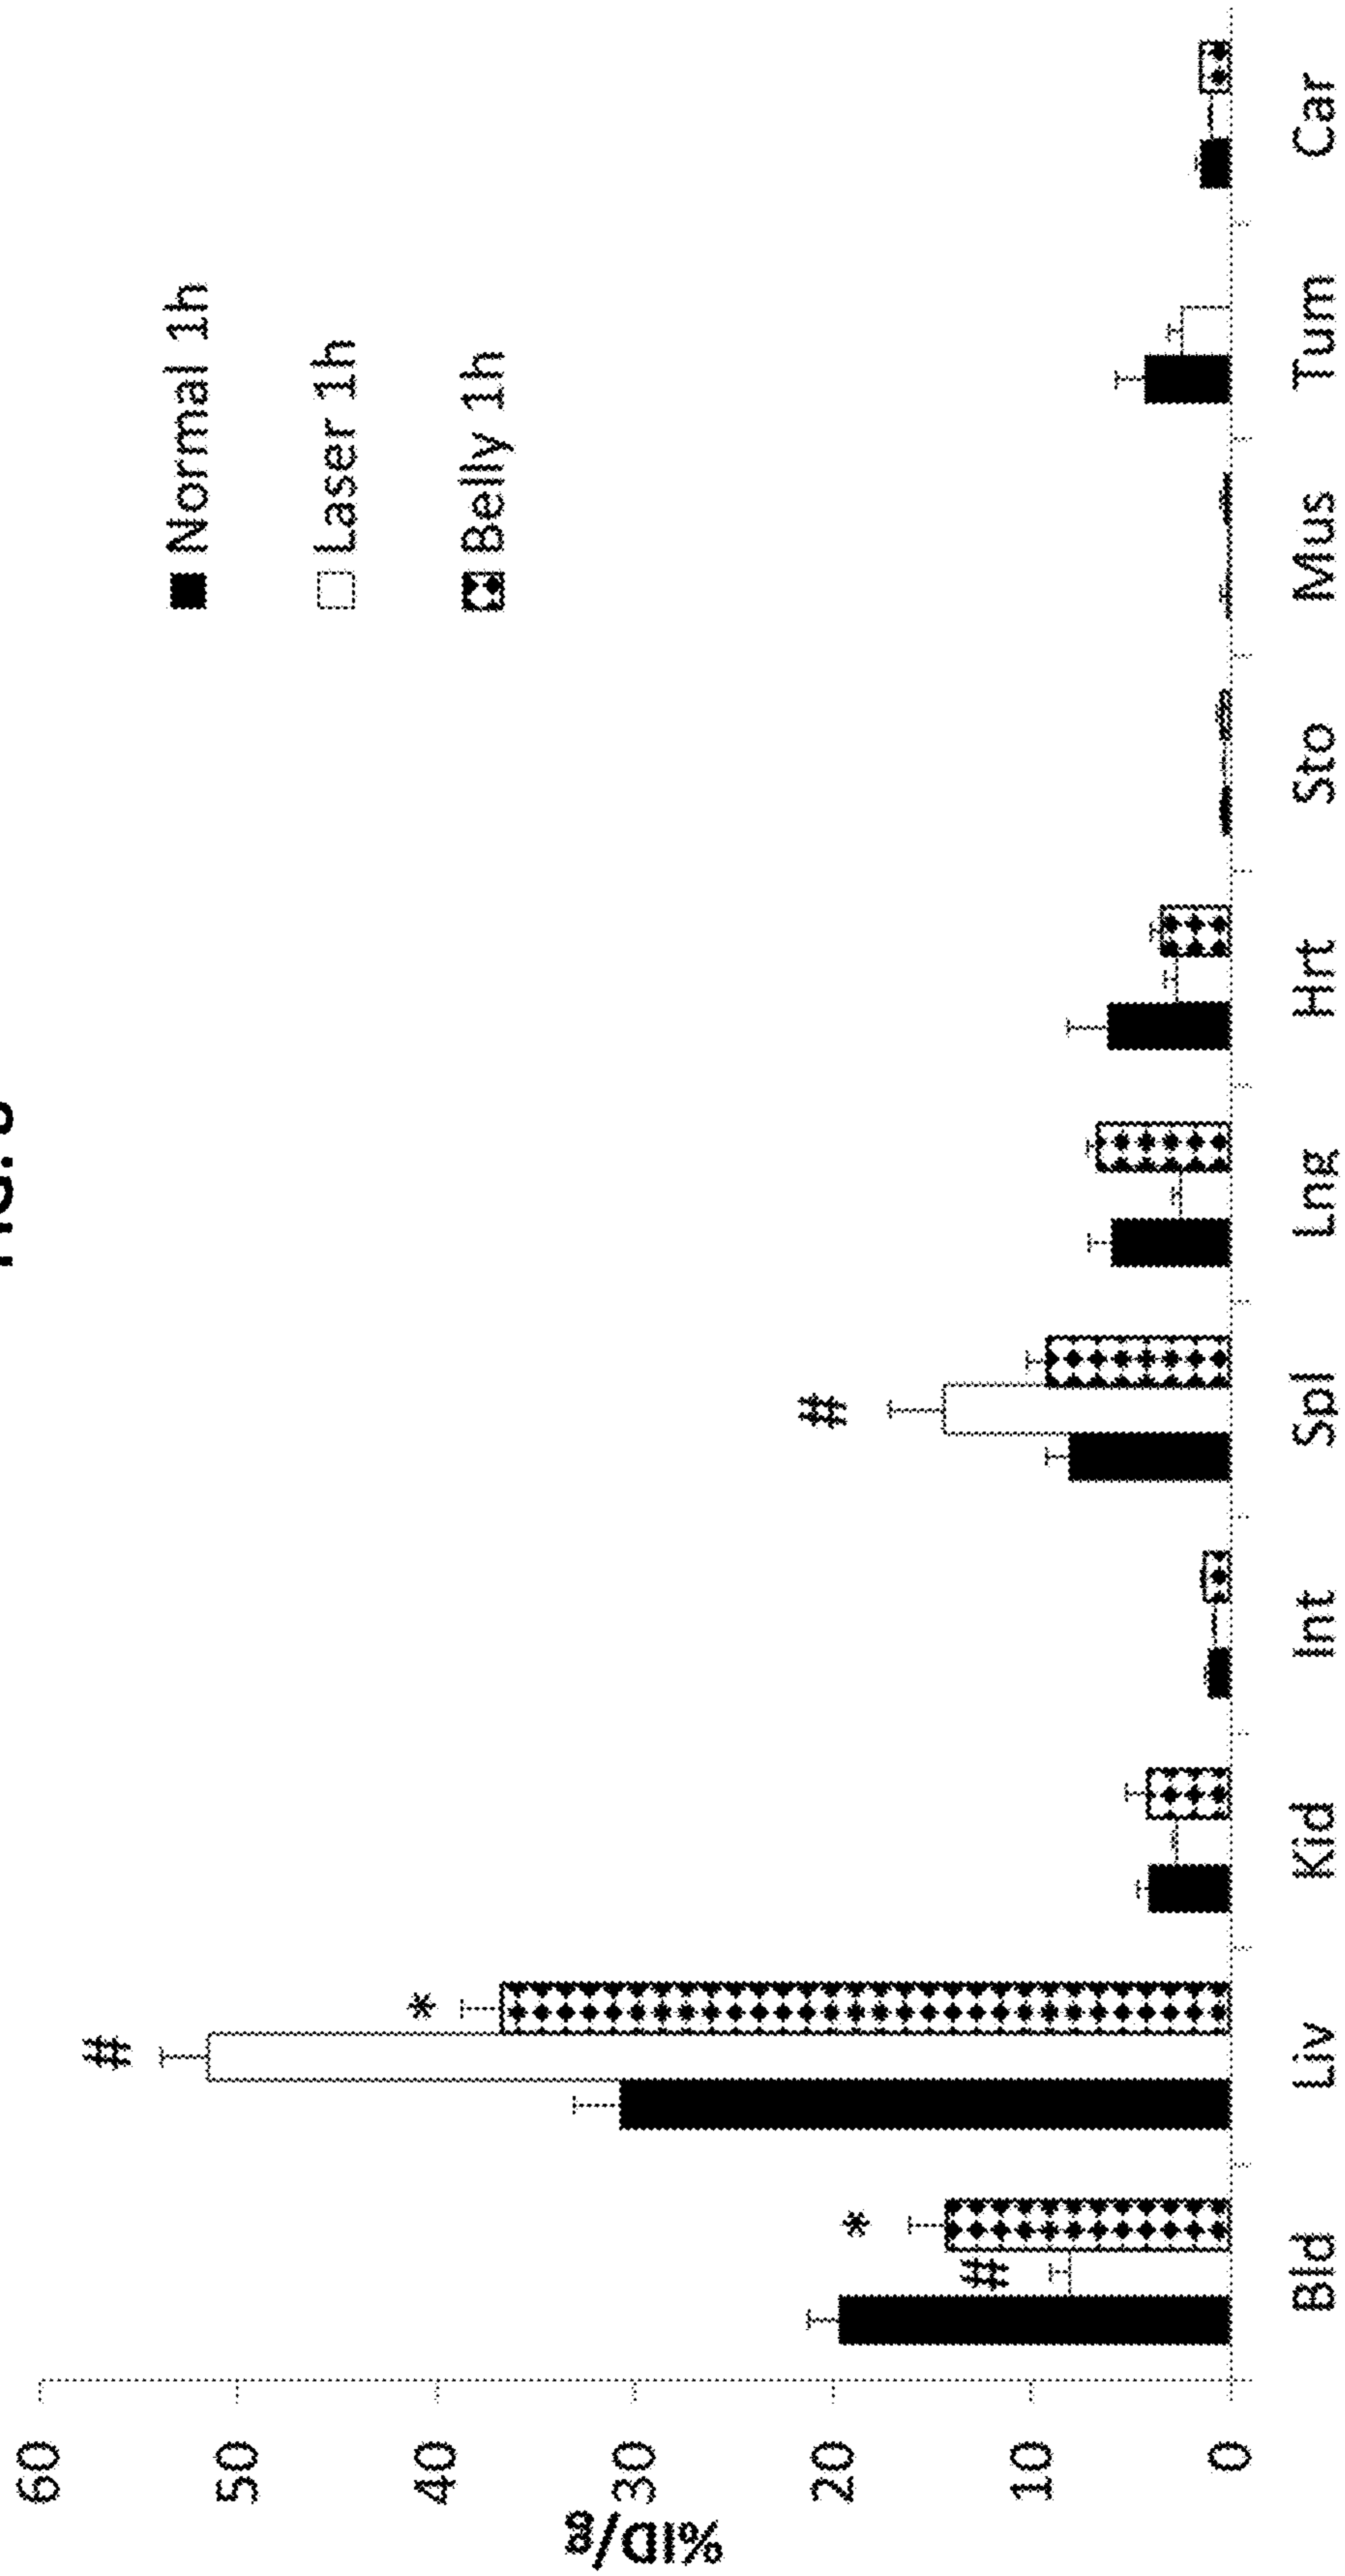 Normal 1h
Laser 1h
Belly 1h
%ID/g
60
50
40
30
20
10
0
#
*
#
*
#
Bld Liv Kid Int Spl Lng Hrt Sto Mus Tum Car